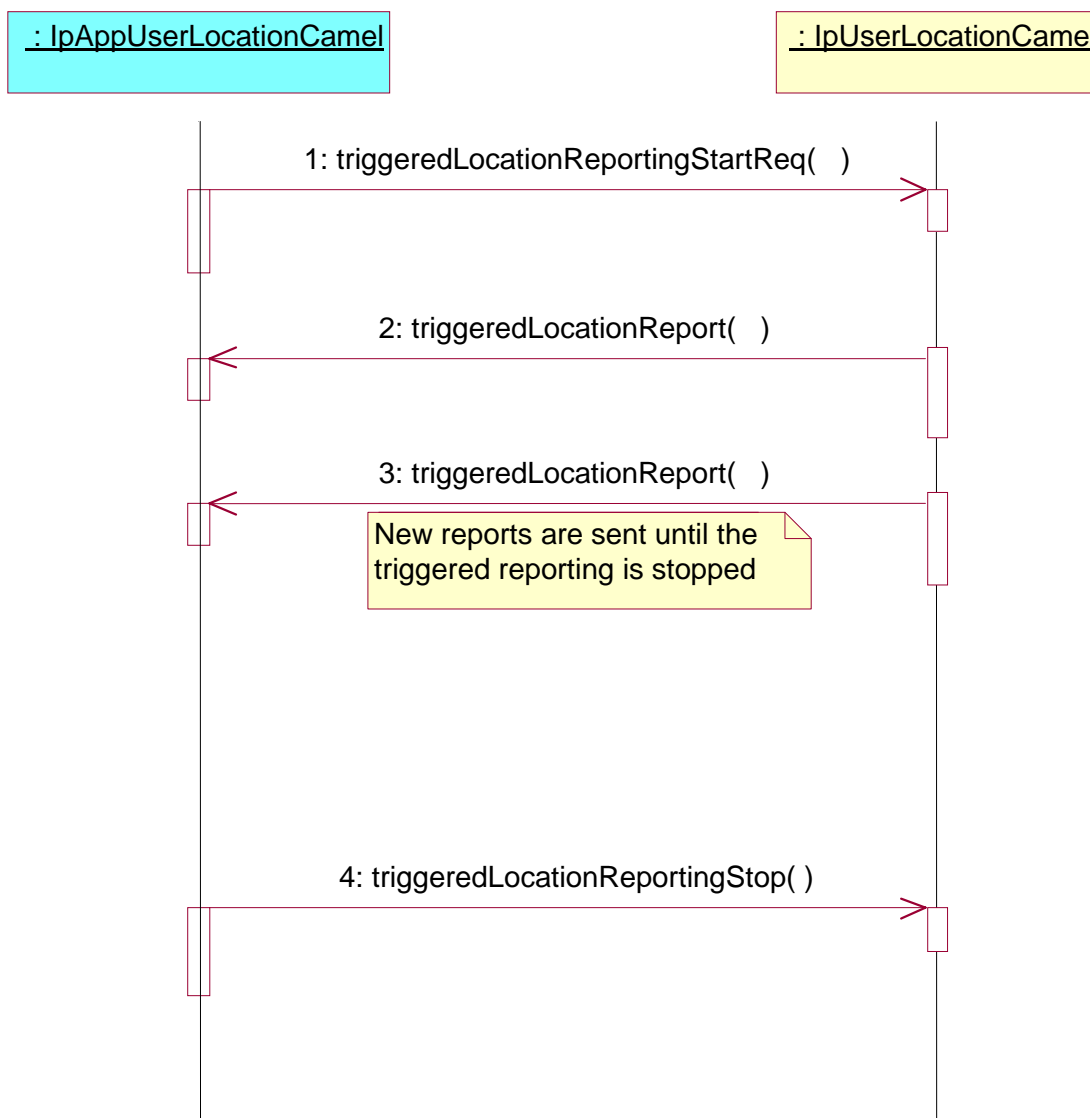 : IpAppUserLocationCamel
: IpUserLocationCame
1: triggeredLocationReportingStartReq(   )
2: triggeredLocationReport(   )
3: triggeredLocationReport(   )
New reports are sent until the
triggered reporting is stopped
4: triggeredLocationReportingStop( )